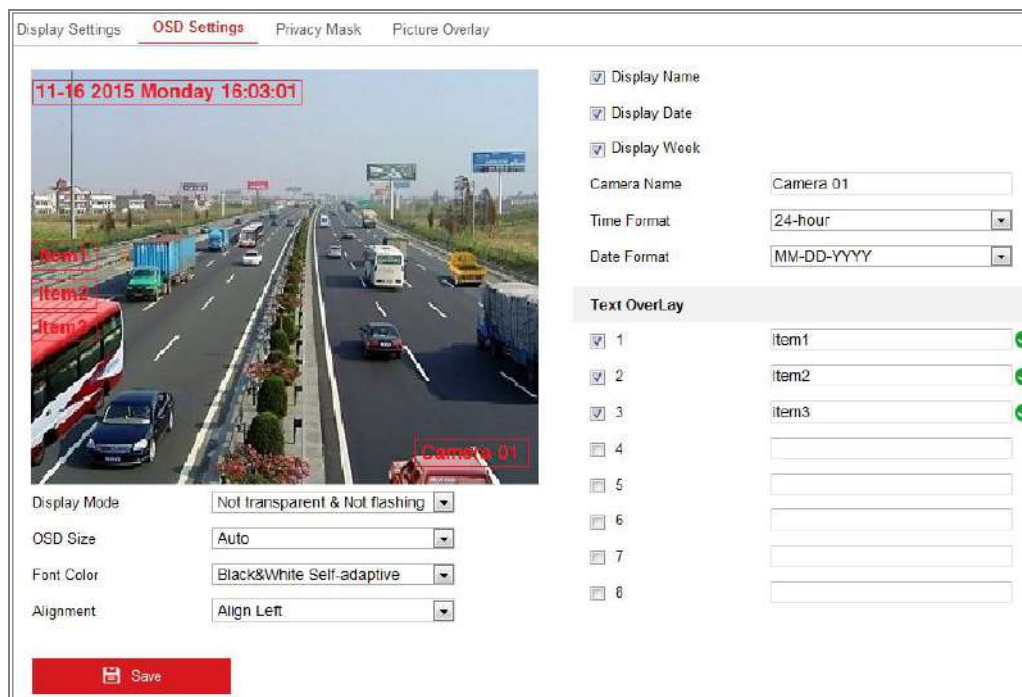 Display Settings OSD Settings Privacy Mask Picture Overlay
11-16 2015 Monday 16:03:01
Item1
Item2
Item3
Camera 01
Display Mode Not transparent & Not flashing
OSD Size Auto
Font Color Black&White Self-adaptive
Alignment Align Left
Save
Display Name
Display Date
Display Week
Camera Name Camera 01
Time Format 24-hour
Date Format MM-DD-YYYY
Text OverLay
1 Item1
2 Item2
3 item3
4
5
6
7
8